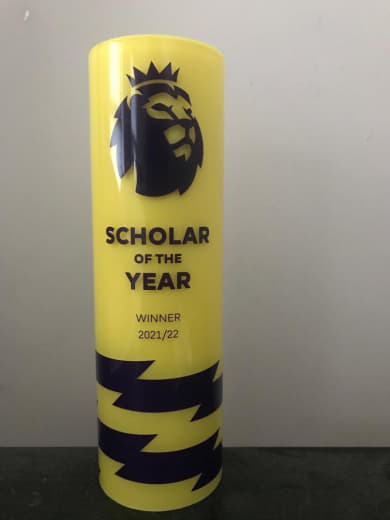 SCHOLAR
OF THE
YEAR
WINNER
2021/22